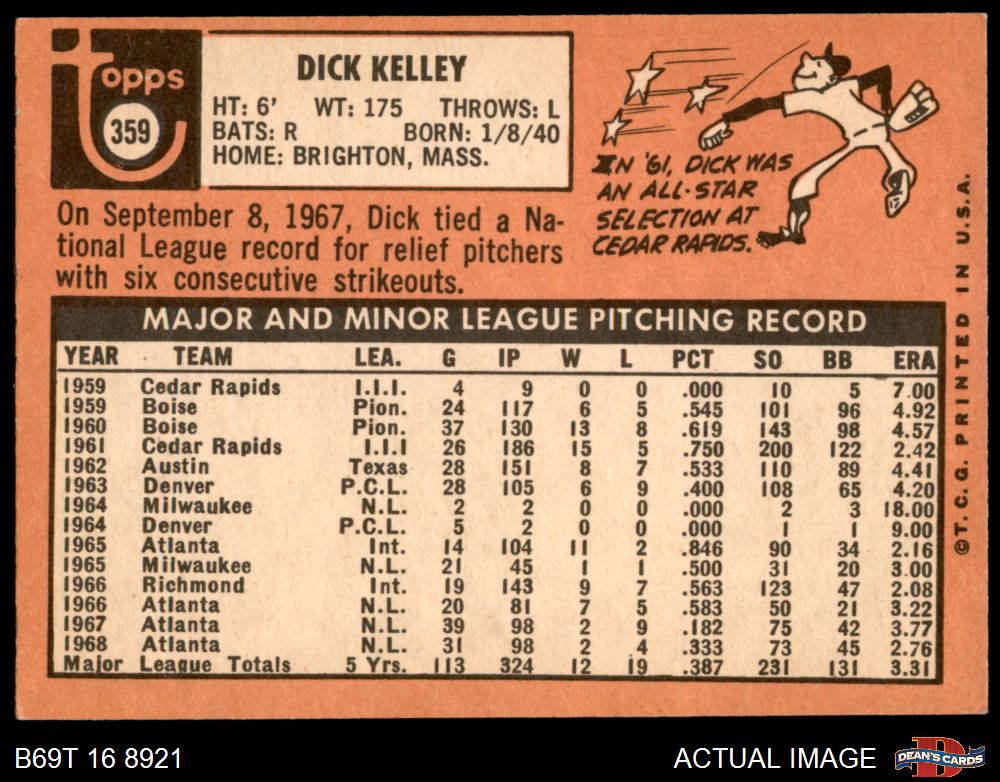 Topps
359
DICK KELLEY
HT: 6' WT: 175 THROWS: L
BATS: R BORN: 1/8/40
HOME: BRIGHTON, MASS.
IN '61, DICK WAS
AN ALL-STAR
SELECTION AT
CEDAR RAPIDS.
On September 8, 1967, Dick tied a Na-
tional League record for relief pitchers
with six consecutive strikeouts.
MAJOR AND MINOR LEAGUE PITCHING RECORD
YEAR TEAM LEA. G IP W L PCT SO BB ERA
1959 Cedar Rapids I.I.I. 4 9 0 0 .000 10 5 7.00
1959 Boise Pion. 24 117 6 5 .545 101 96 4.92
1960 Boise Pion. 37 130 13 8 .619 143 98 4.57
1961 Cedar Rapids I.I.I 26 186 15 5 .750 200 122 2.42
1962 Austin Texas 28 151 8 7 .533 110 89 4.41
1963 Denver P.C.L. 28 105 6 9 .400 108 65 4.20
1964 Milwaukee N.L. 2 2 0 0 .000 2 3 18.00
1964 Denver P.C.L. 5 2 0 0 .000 1 1 9.00
1965 Atlanta Int. 14 104 11 2 .846 90 34 2.16
1965 Milwaukee N.L. 21 45 1 1 .500 31 20 3.00
1966 Richmond Int. 19 143 9 7 .563 123 47 2.08
1966 Atlanta N.L. 20 81 7 5 .583 50 21 3.22
1967 Atlanta N.L. 39 98 2 9 .182 75 42 3.77
1968 Atlanta N.L. 31 98 2 4 .333 73 45 2.76
Major League Totals 5 Yrs. 113 324 12 19 .387 231 131 3.31
©T. C. G. PRINTED IN U.S.A.
B69T 16 8921
ACTUAL IMAGE
D
DEAN'S CARDS